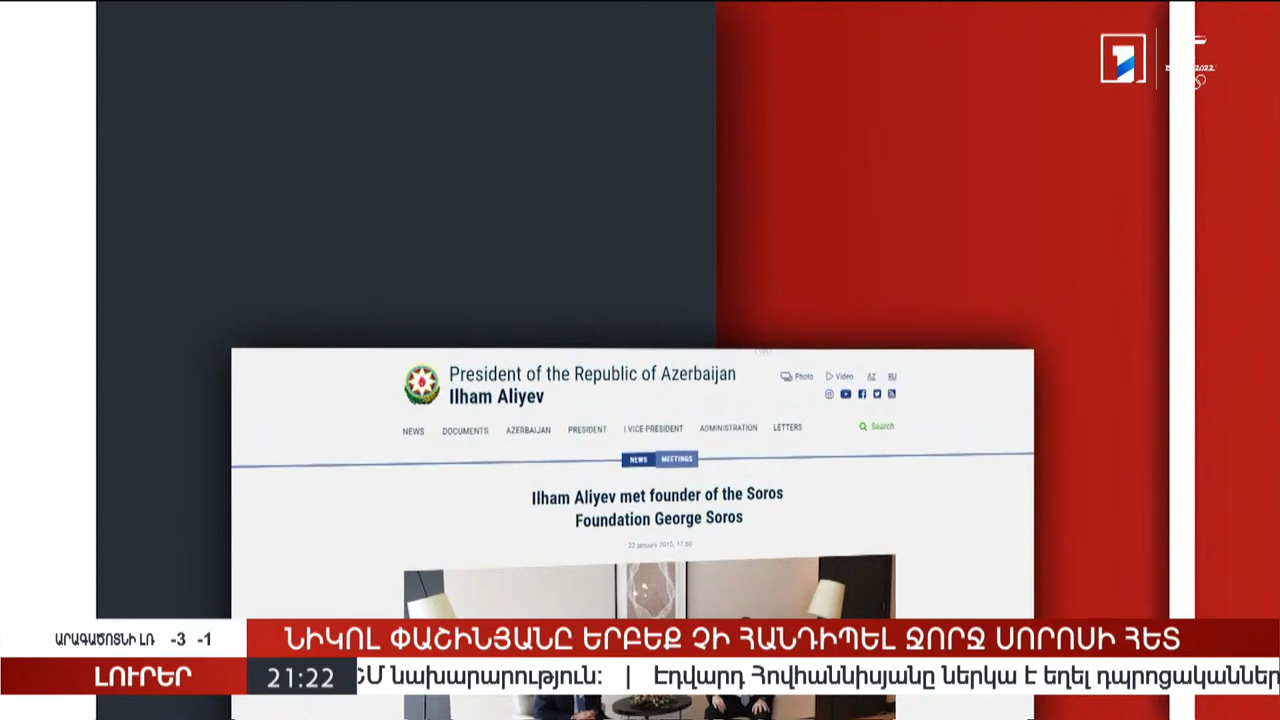 President of the Republic of Azerbaijan
Ilham Aliyev
Photo Video AZ RU
NEWS DOCUMENTS AZERBAIJAN PRESIDENT I VICE-PRESIDENT ADMINISTRATION LETTERS Search
NEWS MEETINGS
Ilham Aliyev met founder of the Soros
Foundation George Soros
22 January 2015, 17:50
ԱՐԱԳԱԾՈՏՆԻ ԼՌ -3 -1
ՆԻԿՈԼ ՓԱՇԻՆՅԱՆԸ ԵՐԲԵՔ ՉԻ ՀԱՆԴԻՊԵԼ ՋՈՐՋ ՍՈՐՈՍԻ ՀԵՏ
ԼՈՒՐԵՐ 21:22 ՇՄ նախարարություն: | Էդվարդ Հովհաննիսյանը ներկա է եղել դպրոցականներ